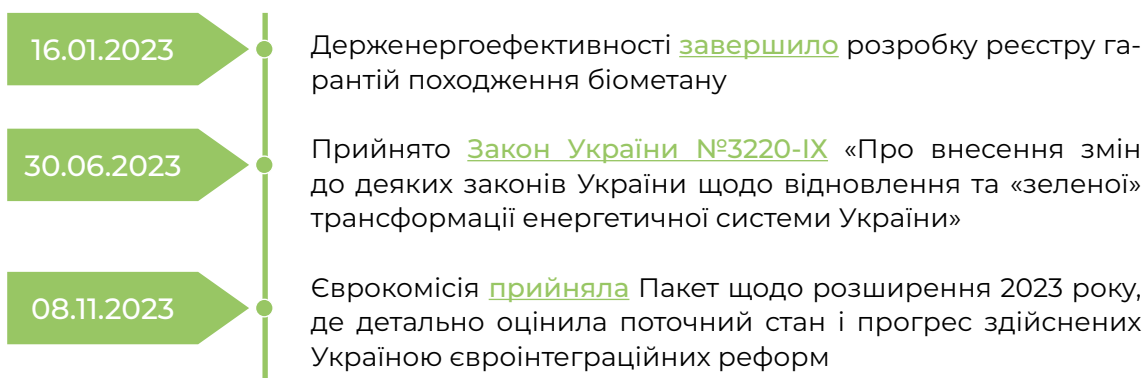 16.01.2023
Держенергоефективності завершило розробку реєстру га-
рантій походження біометану
30.06.2023
Прийнято Закон України №3220-IX «Про внесення змін
до деяких законів України щодо відновлення та «зеленої»
трансформації енергетичної системи України»
08.11.2023
Єврокомісія прийняла Пакет щодо розширення 2023 року,
де детально оцінила поточний стан і прогрес здійснених
Україною євроінтеграційних реформ